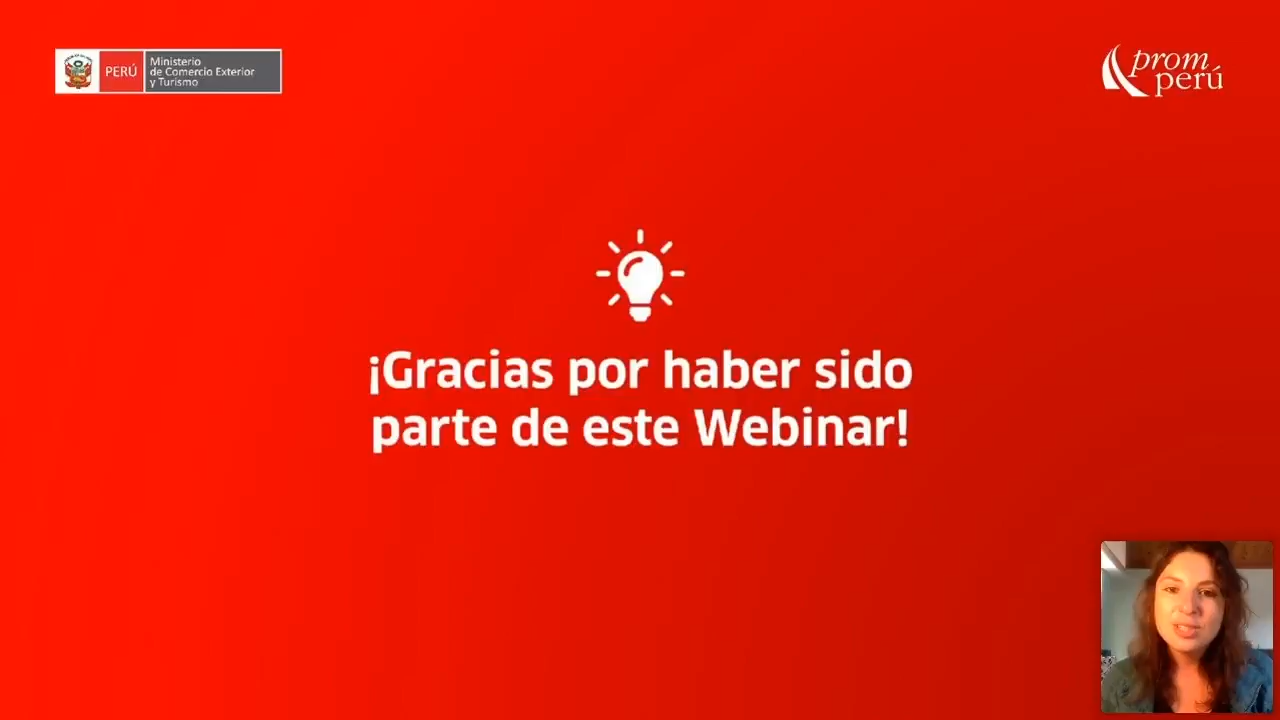 PERÚ
Ministerio
de Comercio Exterior
y Turismo
prom
perú
¡Gracias por haber sido
parte de este Webinar!